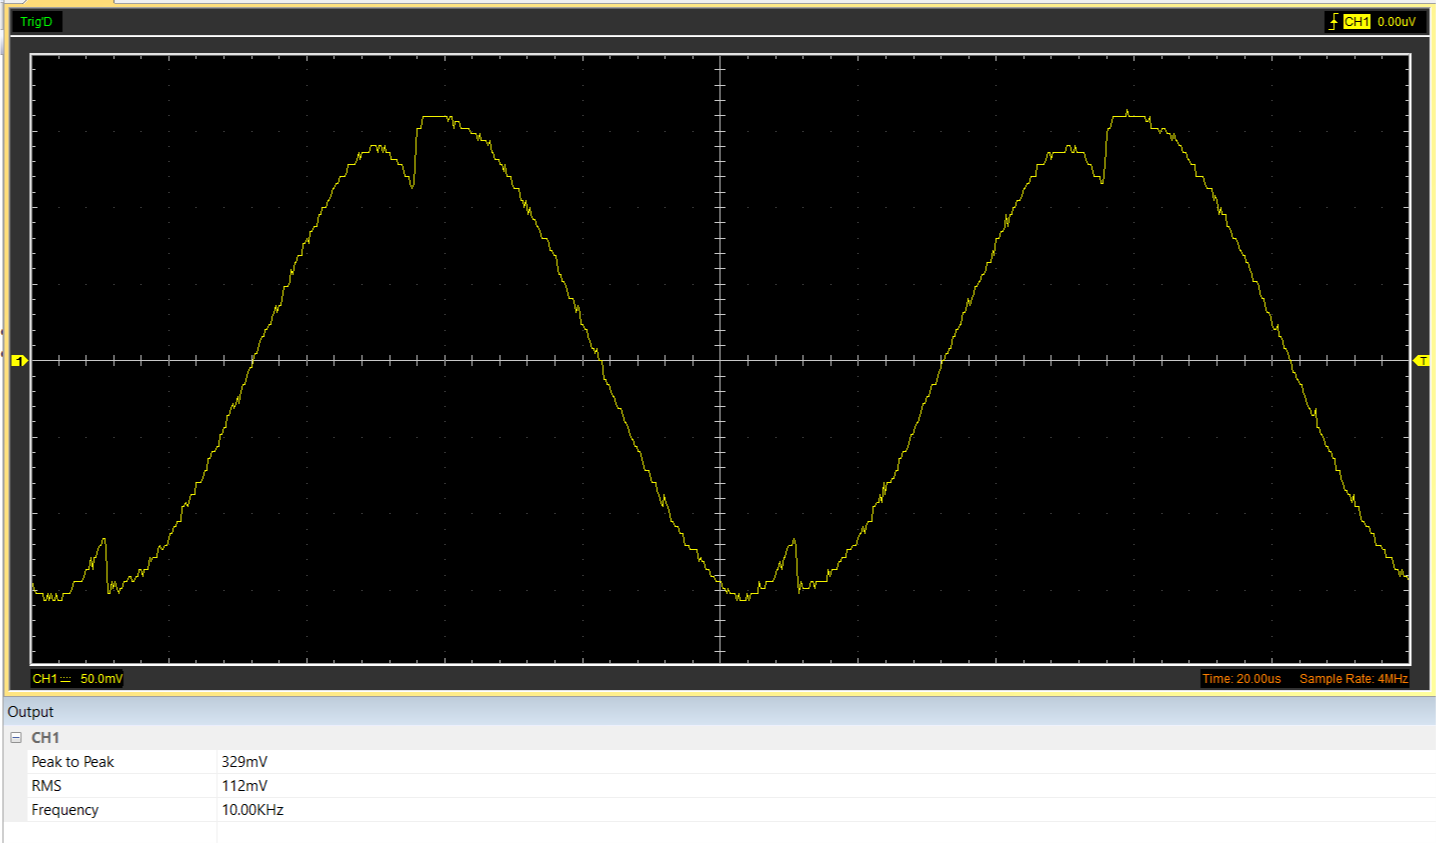 Trig'D
CH1 0.00uV
1
T
CH1 50.0mV
Time: 20.00us Sample Rate: 4MHz
Output
CH1
Peak to Peak 329mV
RMS 112mV
Frequency 10.00KHz